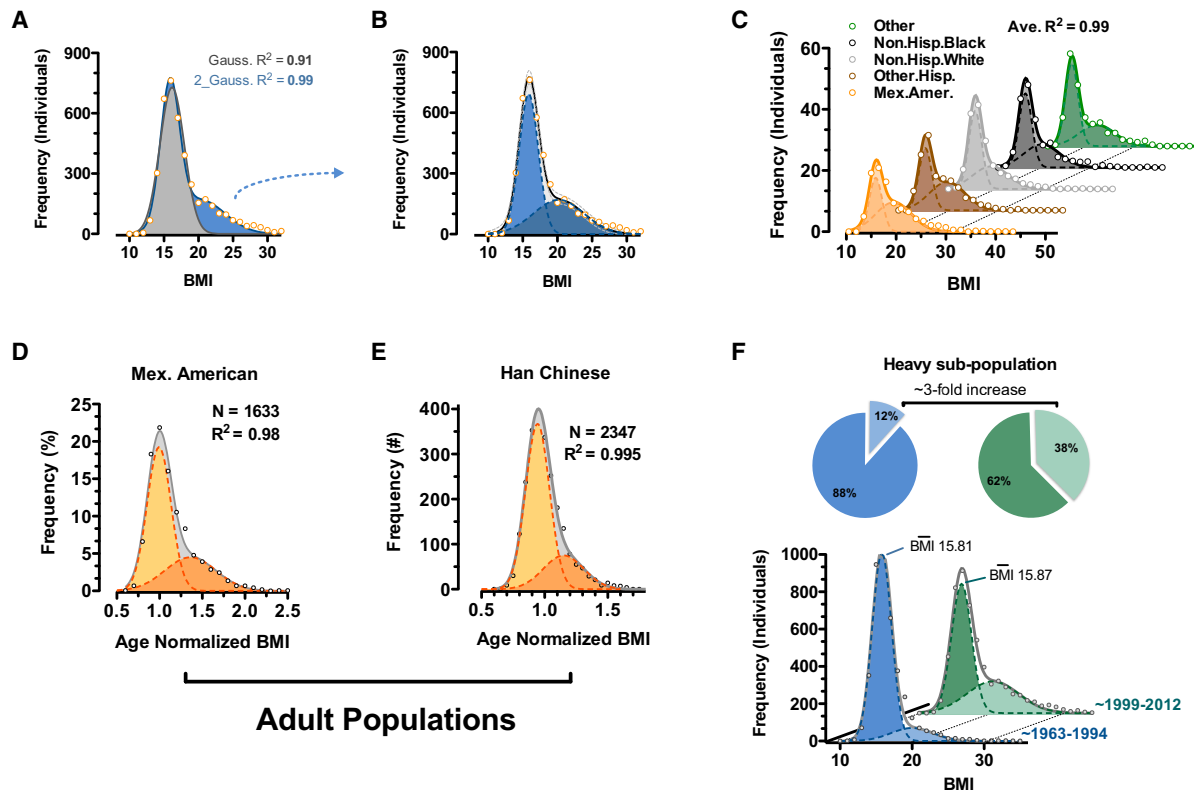 A
Gauss. R² = 0.91
2_Gauss. R² = 0.99
900
600
300
0
Frequency (Individuals)
10 15 20 25 30
BMI
B
900
600
300
0
Frequency (Individuals)
10 15 20 25 30
BMI
C
Other
Non.Hisp.Black
Non.Hisp.White
Other.Hisp.
Mex.Amer.
Ave. R² = 0.99
60
40
20
0
Frequency (Individuals)
10 20 30 40 50
BMI
D
Mex. American
N = 1633
R² = 0.98
25
20
15
10
5
0
Frequency (%)
0.5 1.0 1.5 2.0 2.5
Age Normalized BMI
E
Han Chinese
N = 2347
R² = 0.995
400
300
200
100
0
Frequency (#)
0.5 1.0 1.5
Age Normalized BMI
Adult Populations
F
Heavy sub-population
~3-fold increase
12%
88%
38%
62%
BMI 15.81
BMI 15.87
1000
800
600
400
200
0
Frequency (Individuals)
~1999-2012
~1963-1994
10 20 30
BMI